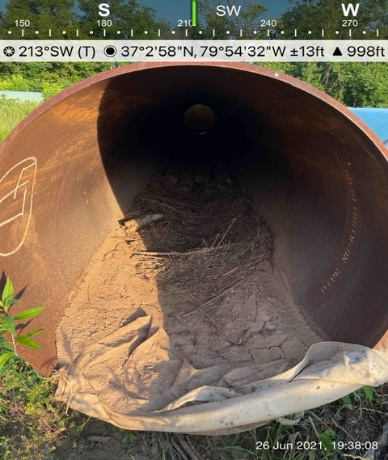 S SW W
150 180 210 240 270
213°SW (T) 37°2'58"N, 79°54'32"W ±13ft ▲ 998ft
26 Jun 2021, 19:38:08